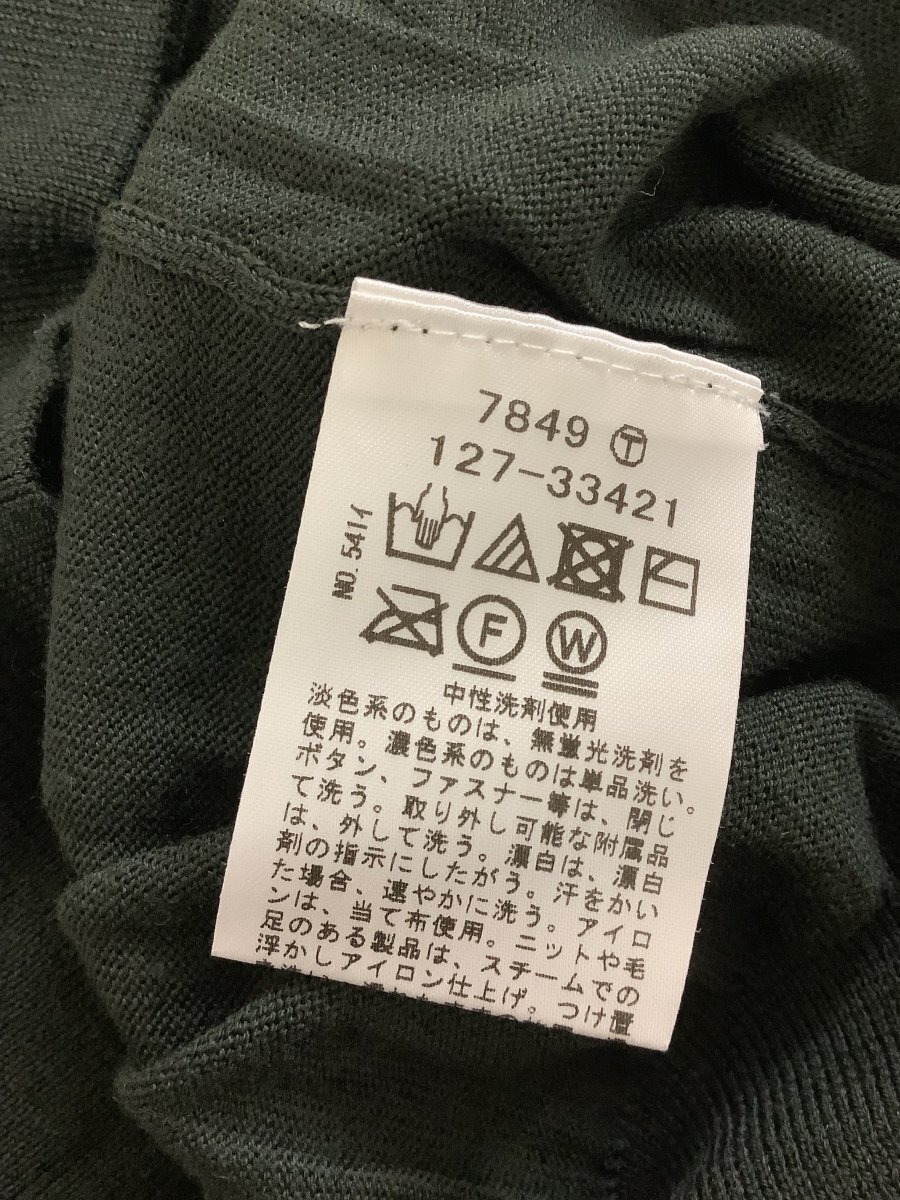 7849 Ⓣ
127-33421
NO. 541イ
F W
中性洗剤使用
淡色系のものは、無蛍光洗剤を
使用。濃色系のものは単品洗い。
ボタン、ファスナー等は、閉じ
て洗う。取り外し可能な附属品
は、外して洗う。漂白は、漂白
剤の指示にしたがう。汗をかい
た場合、速やかに洗う。アイロ
ンは、当て布使用。ニットや毛
足のある製品は、スチームでの
浮かしアイロン仕上げ。つけ置